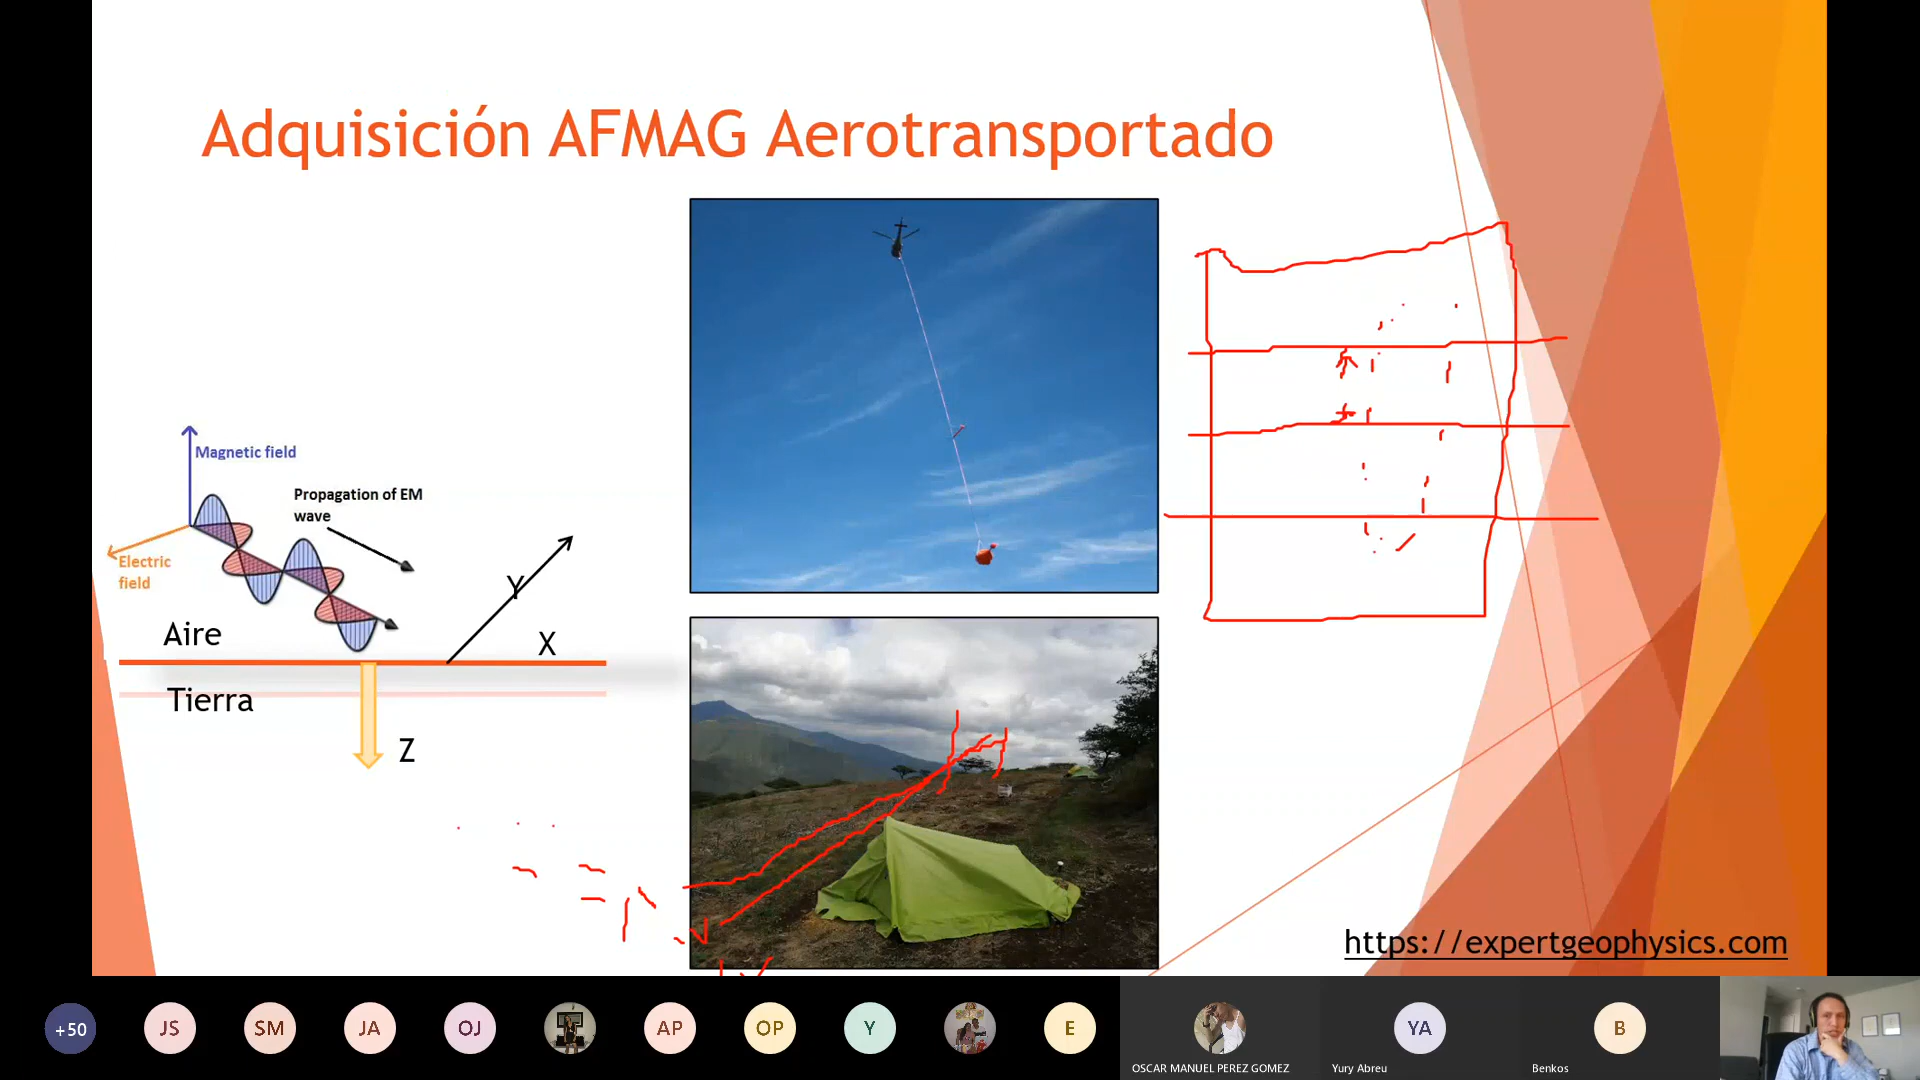 Adquisición AFMAG Aerotransportado
Magnetic field
Propagation of EM
wave
Electric
field
Y
Aire
X
Tierra
Z
https://expertgeophysics.com
+50
JS
SM
JA
OJ
AP
OP
Y
E
YA
B
OSCAR MANUEL PEREZ GOMEZ
Yury Abreu
Benkos